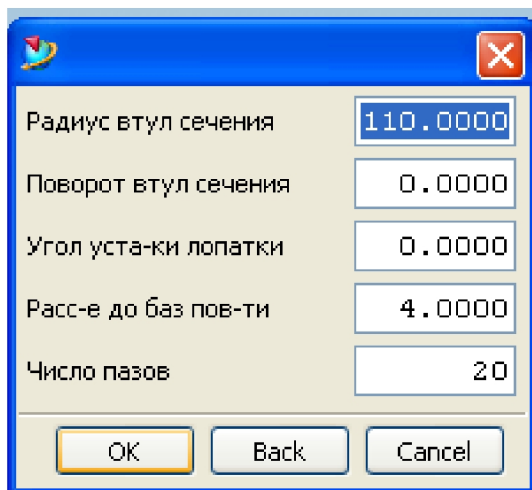 Радиус втул сечения 110.0000
Поворот втул сечения 0.0000
Угол уста-ки лопатки 0.0000
Расс-е до баз пов-ти 4.0000
Число пазов 20
OK Back Cancel